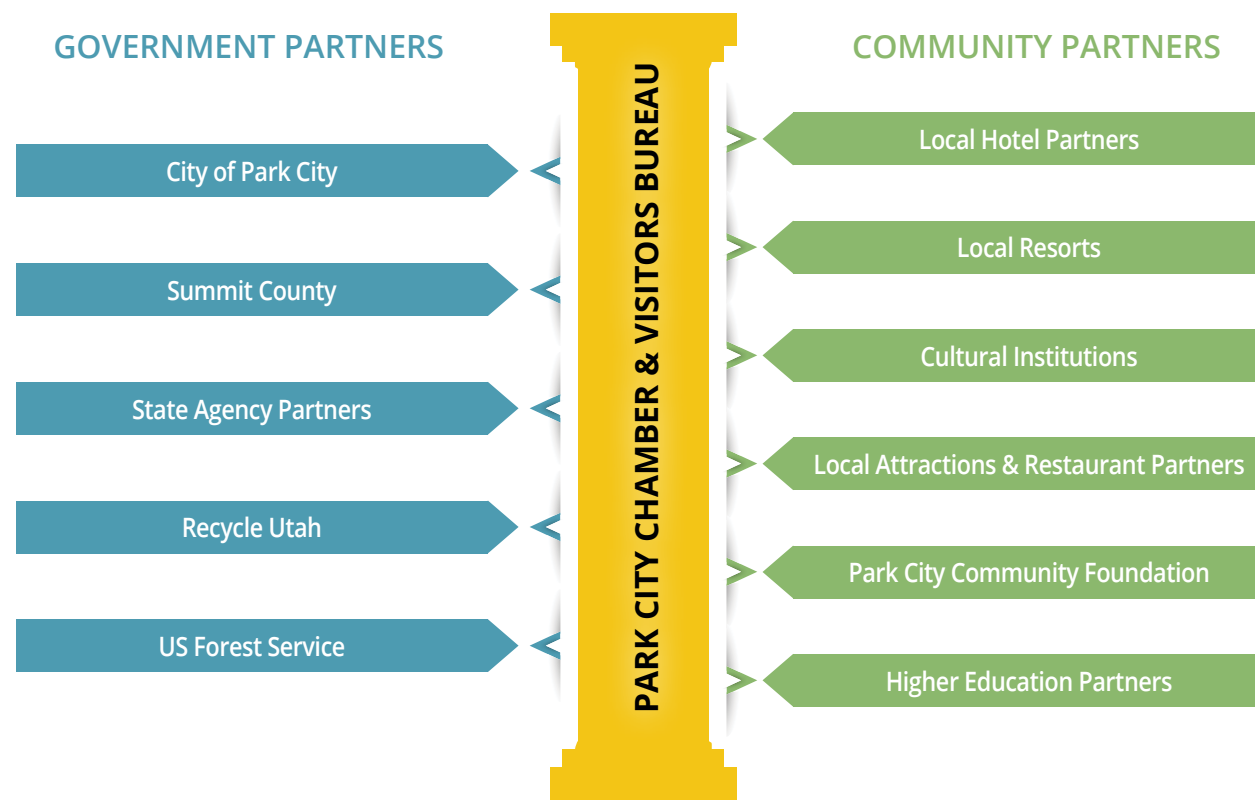 GOVERNMENT PARTNERS
City of Park City
Summit County
State Agency Partners
Recycle Utah
US Forest Service
PARK CITY CHAMBER & VISITORS BUREAU
COMMUNITY PARTNERS
Local Hotel Partners
Local Resorts
Cultural Institutions
Local Attractions & Restaurant Partners
Park City Community Foundation
Higher Education Partners